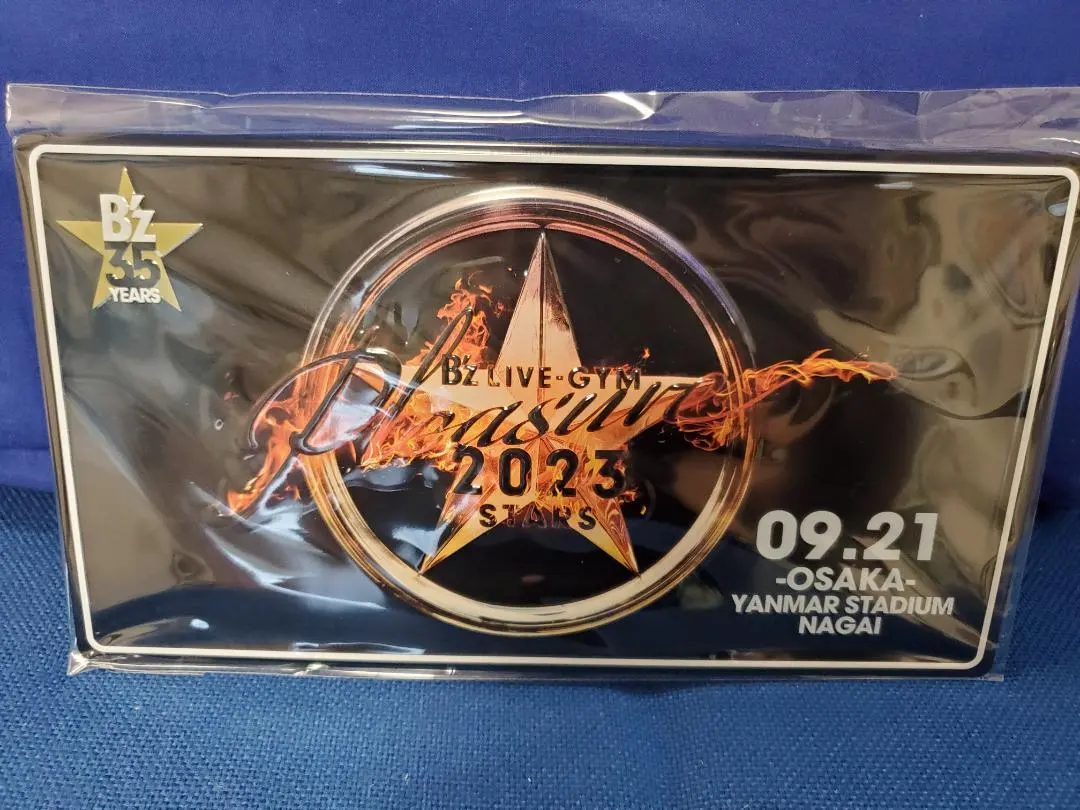 B'z
35
YEARS
B'z LIVE-GYM
Pleasure
2023
STARS
09.21
-OSAKA-
YANMAR STADIUM
NAGAI